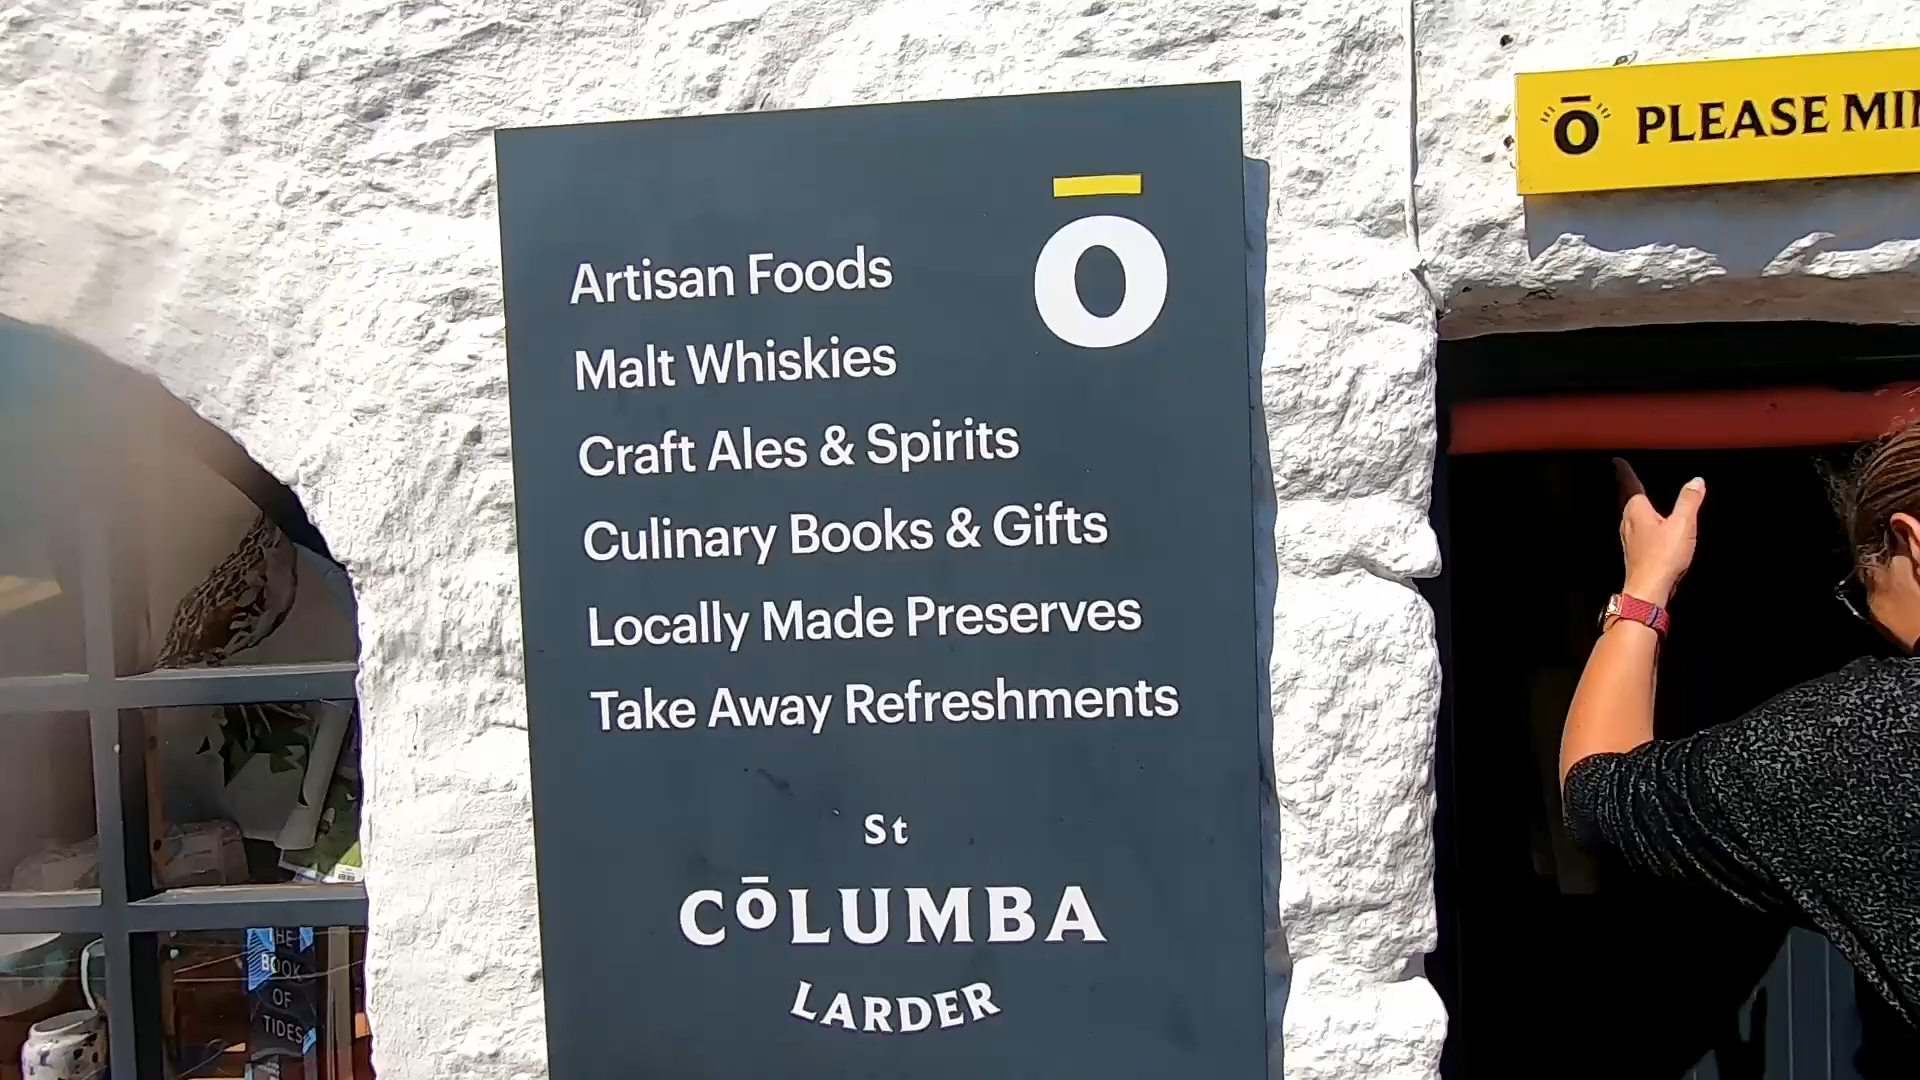 ō PLEASE MI
ō
Artisan Foods
Malt Whiskies
Craft Ales & Spirits
Culinary Books & Gifts
Locally Made Preserves
Take Away Refreshments
St
CōLUMBA
LARDER
THE
BOOK
OF
TIDES